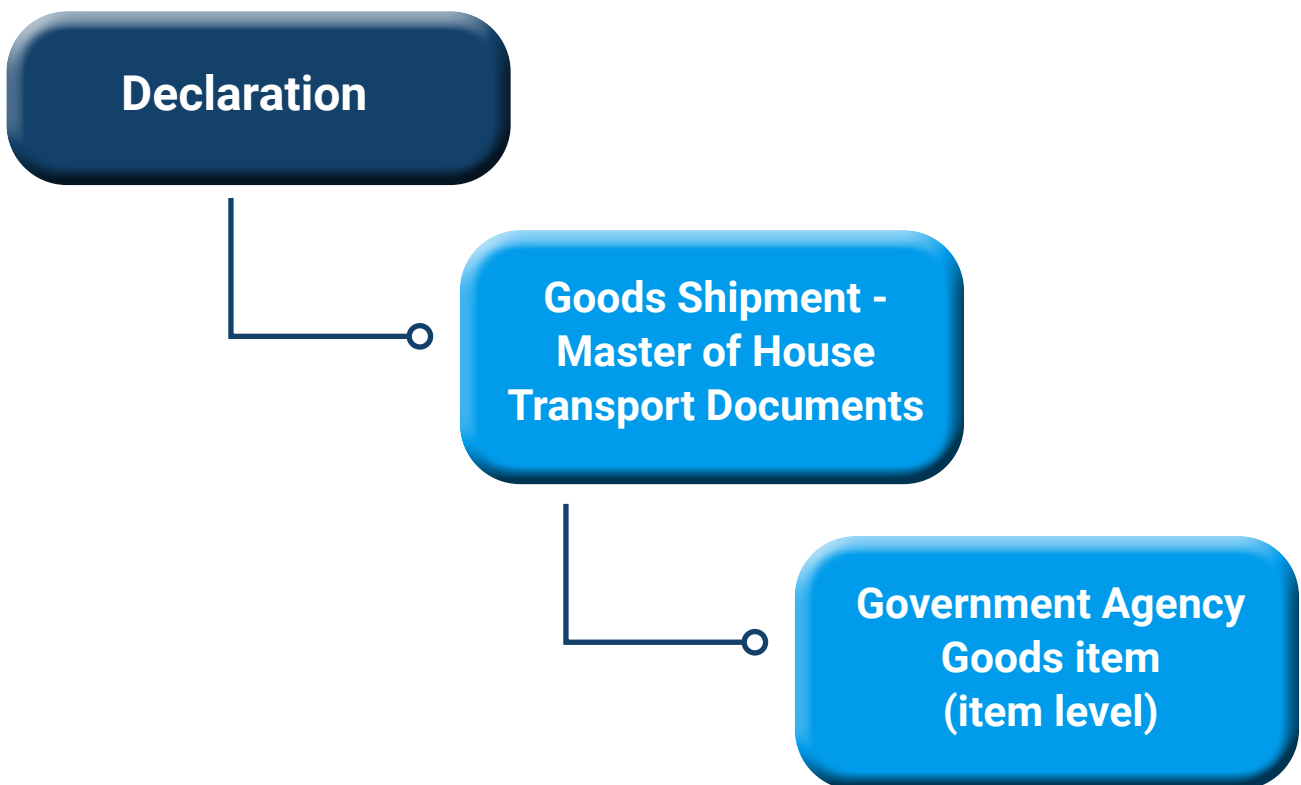 Declaration
Goods Shipment -
Master of House
Transport Documents
Government Agency
Goods item
(item level)